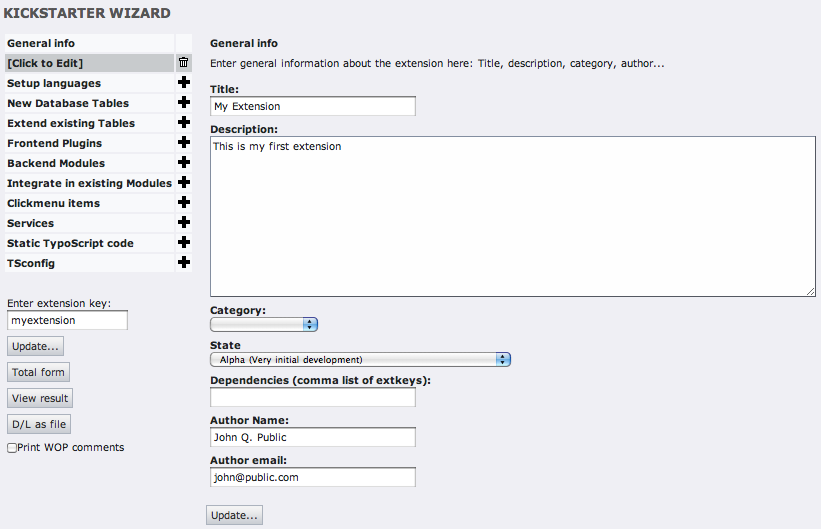 KICKSTARTER WIZARD
General info
[Click to Edit]
Setup languages
New Database Tables
Extend existing Tables
Frontend Plugins
Backend Modules
Integrate in existing Modules
Clickmenu items
Services
Static TypoScript code
TSconfig
Enter extension key:
myextension
Update...
Total form
View result
D/L as file
Print WOP comments
General info
Enter general information about the extension here: Title, description, category, author...
Title:
My Extension
Description:
This is my first extension
Category:
State
Alpha (Very initial development)
Dependencies (comma list of extkeys):
Author Name:
John Q. Public
Author email:
john@public.com
Update...